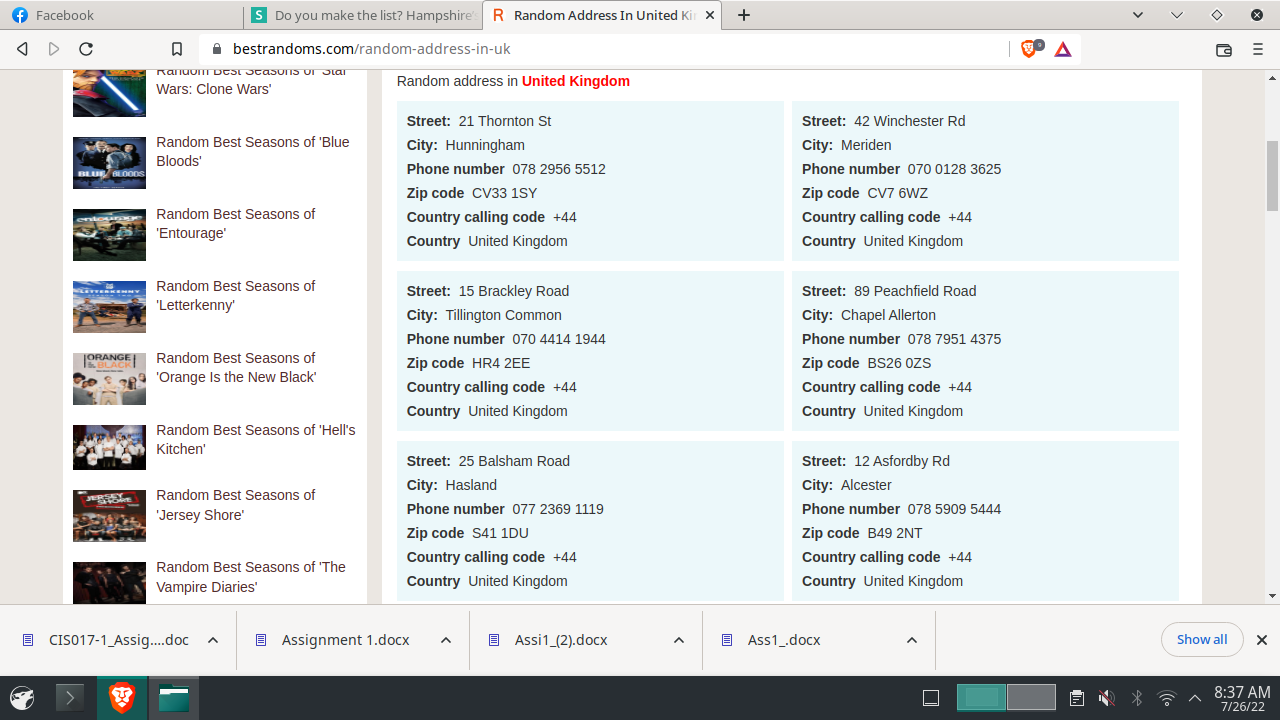 Facebook
Do you make the list? Hampshire's
Random Address In United Ki
bestrandoms.com/random-address-in-uk
9
Random Best Seasons of 'Star
Wars: Clone Wars'
Random Best Seasons of 'Blue
Bloods'
Random Best Seasons of
'Entourage'
Random Best Seasons of
'Letterkenny'
Random Best Seasons of
'Orange Is the New Black'
Random Best Seasons of 'Hell's
Kitchen'
Random Best Seasons of
'Jersey Shore'
Random Best Seasons of 'The
Vampire Diaries'
Random address in United Kingdom
Street: 21 Thornton St
City: Hunningham
Phone number 078 2956 5512
Zip code CV33 1SY
Country calling code +44
Country United Kingdom
Street: 42 Winchester Rd
City: Meriden
Phone number 070 0128 3625
Zip code CV7 6WZ
Country calling code +44
Country United Kingdom
Street: 15 Brackley Road
City: Tillington Common
Phone number 070 4414 1944
Zip code HR4 2EE
Country calling code +44
Country United Kingdom
Street: 89 Peachfield Road
City: Chapel Allerton
Phone number 078 7951 4375
Zip code BS26 0ZS
Country calling code +44
Country United Kingdom
Street: 25 Balsham Road
City: Hasland
Phone number 077 2369 1119
Zip code S41 1DU
Country calling code +44
Country United Kingdom
Street: 12 Asfordby Rd
City: Alcester
Phone number 078 5909 5444
Zip code B49 2NT
Country calling code +44
Country United Kingdom
CIS017-1_Assig....doc
Assignment 1.docx
Assi1_(2).docx
Ass1_.docx
Show all
8:37 AM
7/26/22